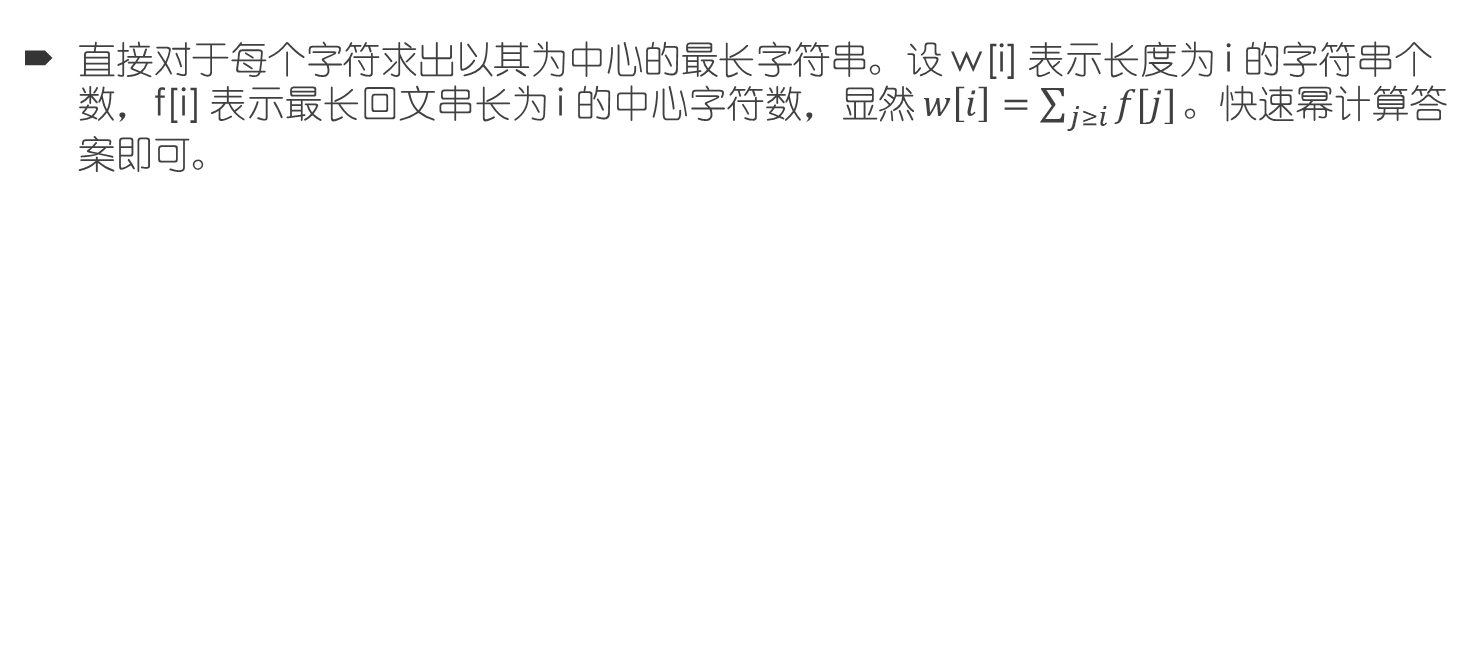 直接对于每个字符求出以其为中心的最长字符串。设 w[i] 表示长度为 i 的字符串个
数，f[i] 表示最长回文串长为 i 的中心字符数，显然 w[i] = ∑_{j≥i} f[j] 。快速幂计算答
案即可。